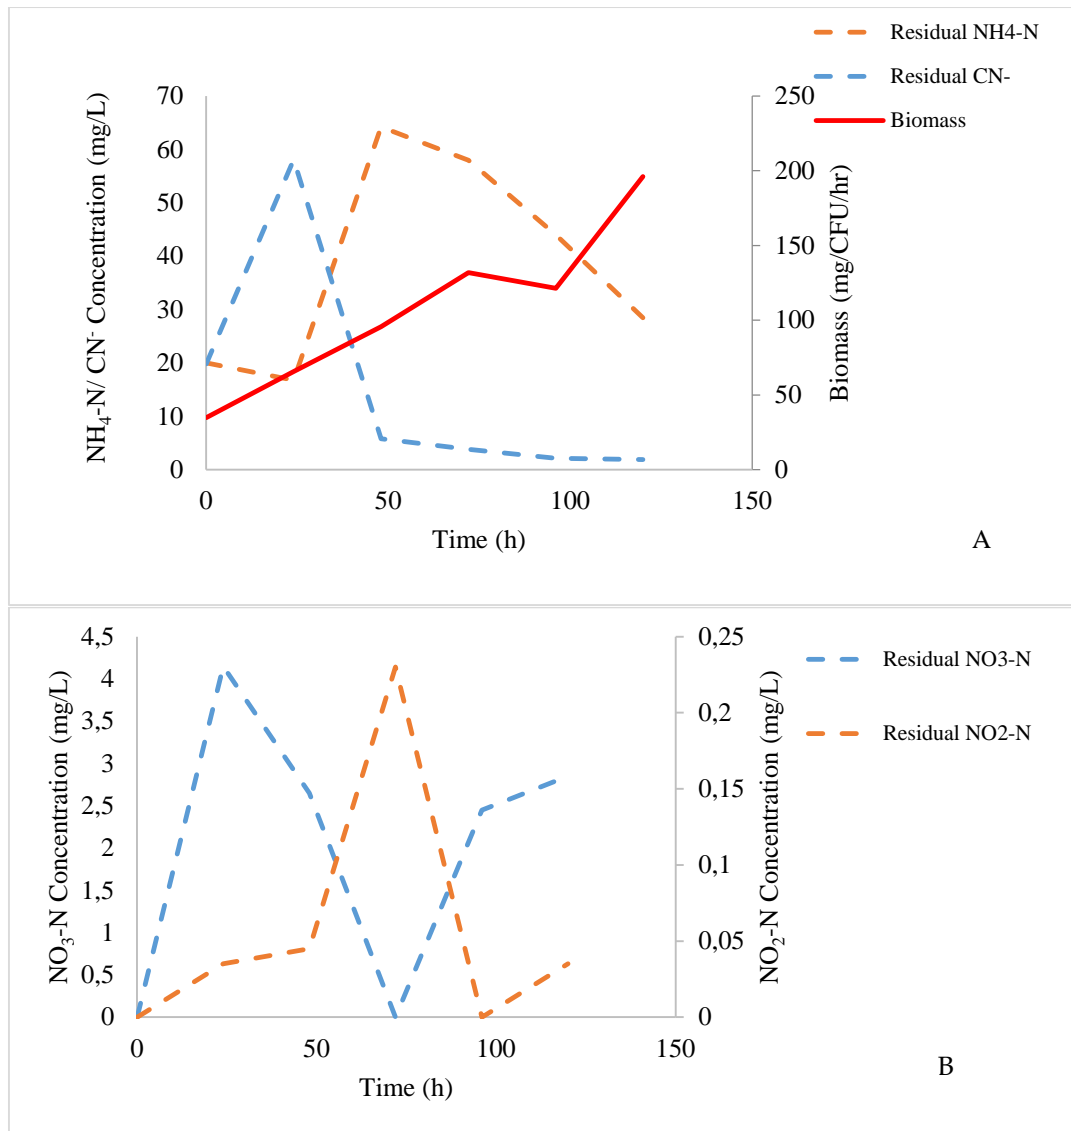 Residual NH4-N
Residual CN-
Biomass
NH₄-N/ CN⁻ Concentration (mg/L)
70
60
50
40
30
20
10
0
250
200
150
100
50
0
Biomass (mg/CFU/hr)
0 50 100 150
Time (h)
A
Residual NO3-N
Residual NO2-N
NO₃-N Concentration (mg/L)
4,5
4
3,5
3
2,5
2
1,5
1
0,5
0
0,25
0,2
0,15
0,1
0,05
0
NO₂-N Concentration (mg/L)
0 50 100 150
Time (h)
B